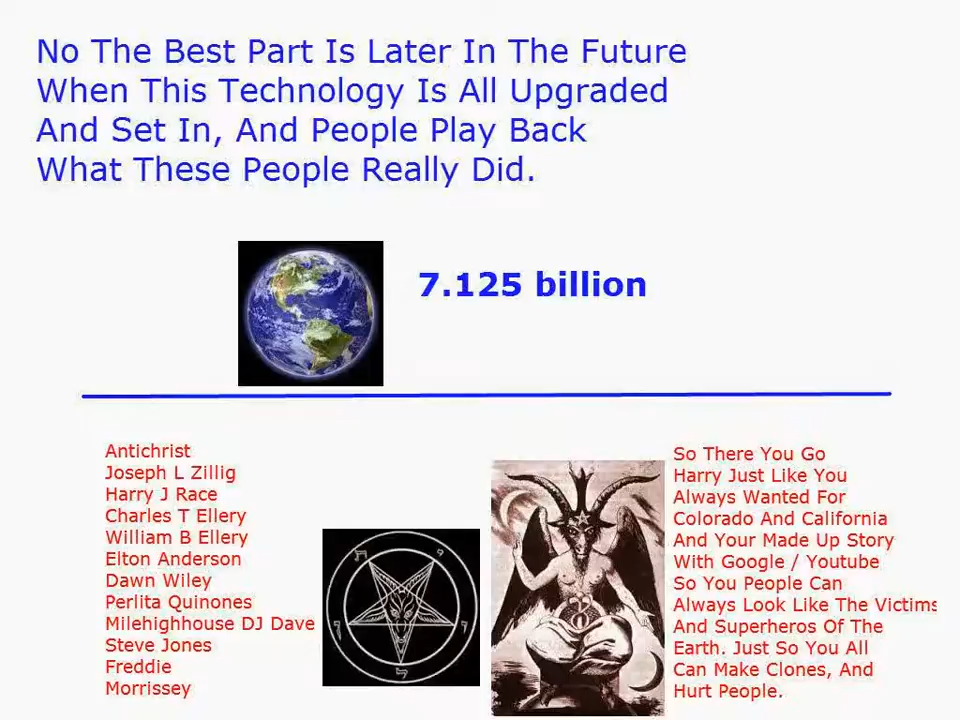 No The Best Part Is Later In The Future
When This Technology Is All Upgraded
And Set In, And People Play Back
What These People Really Did.
7.125 billion
Antichrist
Joseph L Zillig
Harry J Race
Charles T Ellery
William B Ellery
Elton Anderson
Dawn Wiley
Perlita Quinones
Milehighhouse DJ Dave
Steve Jones
Freddie
Morrissey
So There You Go
Harry Just Like You
Always Wanted For
Colorado And California
And Your Made Up Story
With Google / Youtube
So You People Can
Always Look Like The Victims
And Superheros Of The
Earth. Just So You All
Can Make Clones, And
Hurt People.